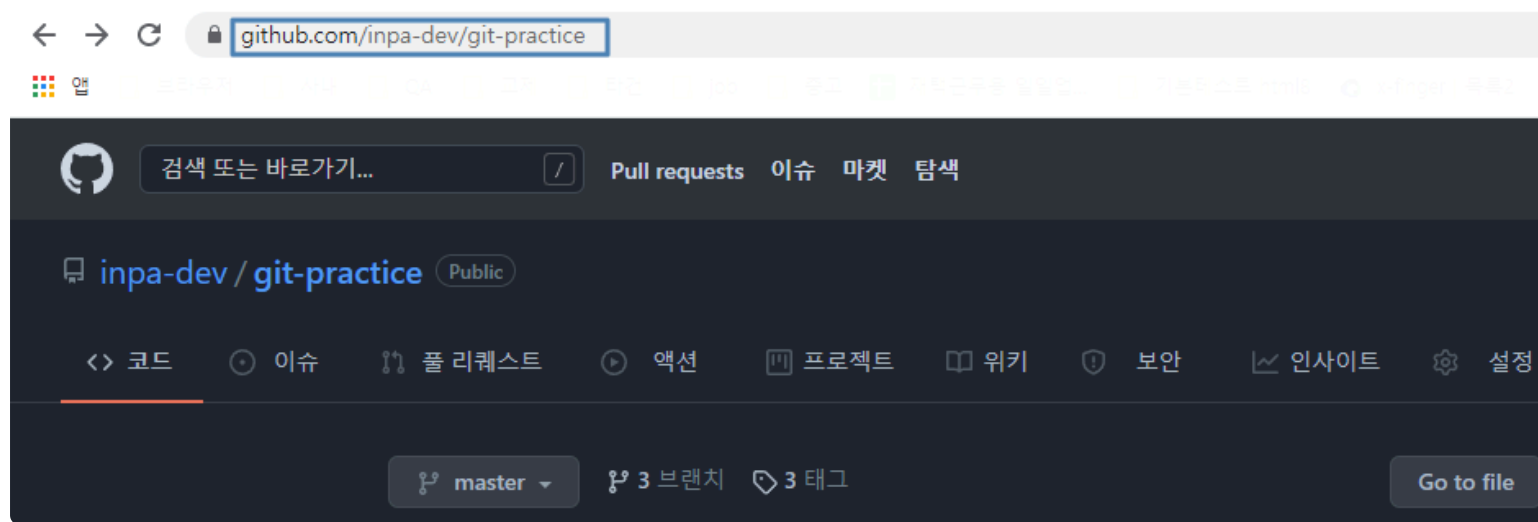 github.com/inpa-dev/git-practice
앱
검색 또는 바로가기... / Pull requests 이슈 마켓 탐색
inpa-dev / git-practice Public
<> 코드 이슈 풀 리퀘스트 액션 프로젝트 위키 보안 인사이트 설정
master 3 브랜치 3 태그 Go to file